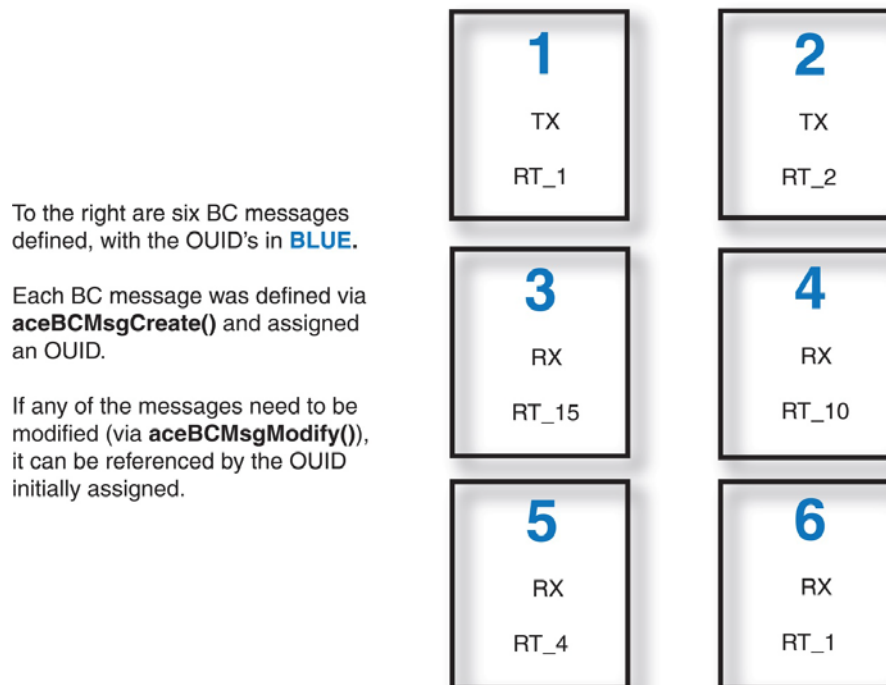 To the right are six BC messages
defined, with the OUID's in BLUE.
Each BC message was defined via
aceBCMsgCreate() and assigned
an OUID.
If any of the messages need to be
modified (via aceBCMsgModify()),
it can be referenced by the OUID
initially assigned.
1
TX
RT_1
2
TX
RT_2
3
RX
RT_15
4
RX
RT_10
5
RX
RT_4
6
RX
RT_1